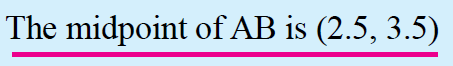 The midpoint of AB is (2.5, 3.5)